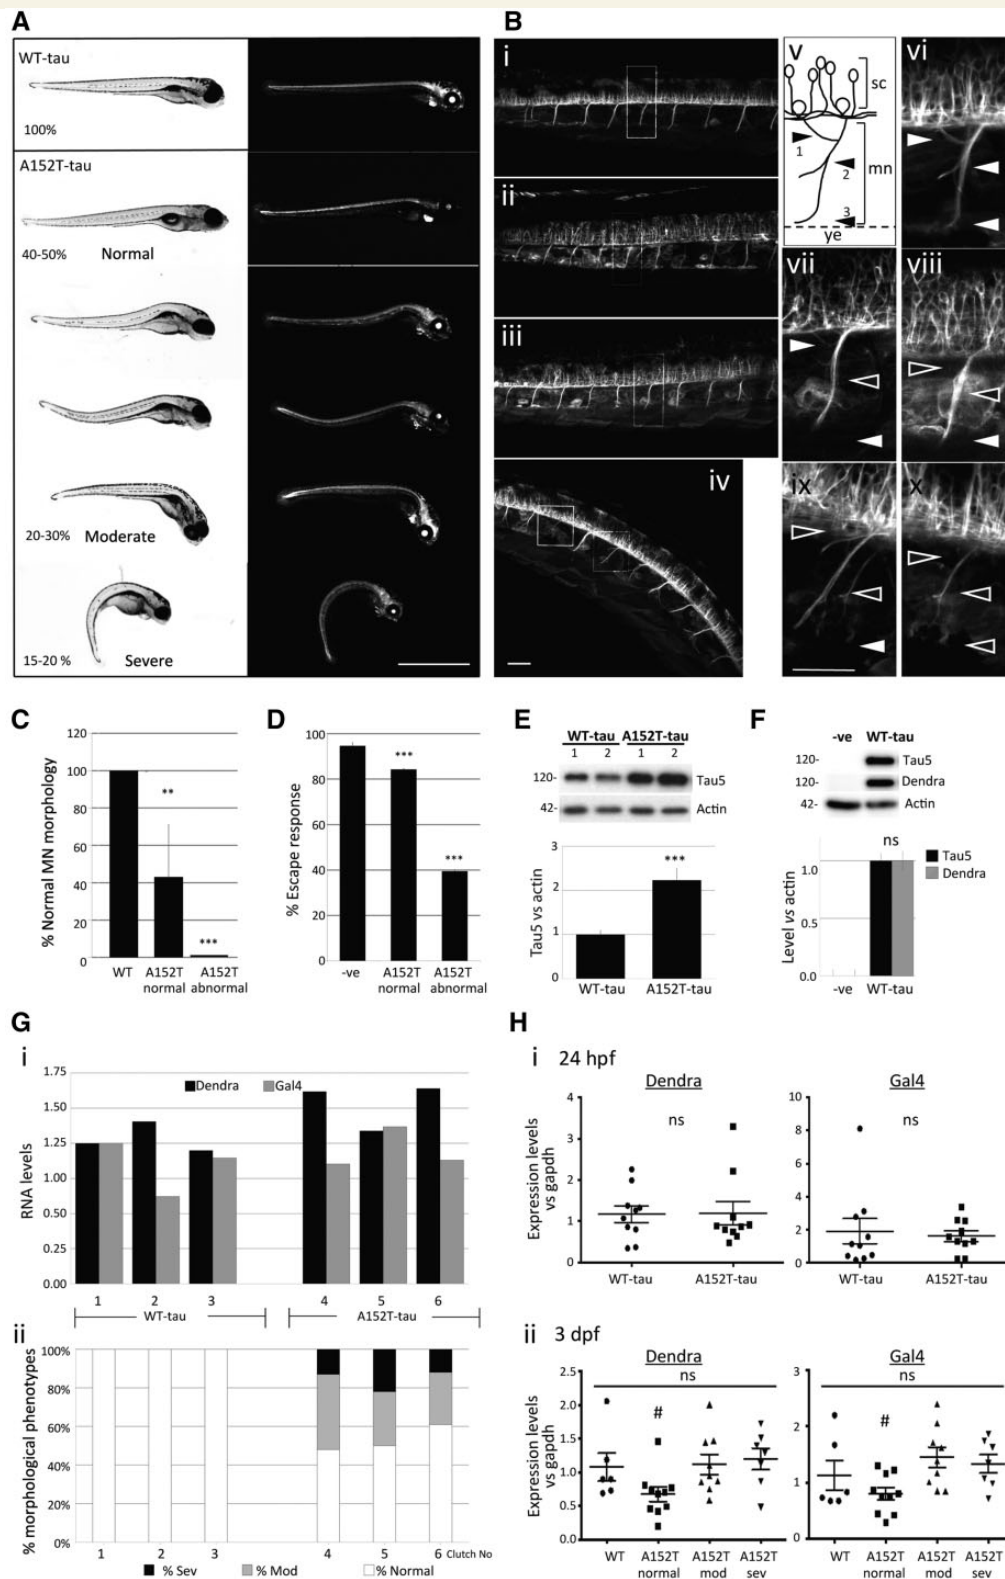 A
WT-tau
100%
A152T-tau
40-50%
Normal
20-30%
Moderate
15-20 %
Severe
B
i
ii
iii
iv
v
sc
1
2
mn
3
ye
vi
vii
viii
ix
x
C
% Normal MN morphology
120
100
80
60
40
20
0
**
***
WT
A152T normal
A152T abnormal
D
% Escape response
100
80
60
40
20
0
***
***
-ve
A152T normal
A152T abnormal
E
WT-tau A152T-tau
1 2 1 2
120- Tau5
42- Actin
Tau5 vs actin
3
2
1
0
***
WT-tau A152T-tau
F
-ve WT-tau
120- Tau5
120- Dendra
42- Actin
ns
Tau5
Dendra
Level vs actin
1.0
0.5
0.0
-ve WT-tau
G
i
RNA levels
1.75
1.50
1.25
1.00
0.50
0.25
0.00
Dendra Gal4
1 2 3 4 5 6
WT-tau A152T-tau
ii
% morphological phenotypes
100%
80%
60%
40%
20%
0%
1 2 3 4 5 6 Clutch No
% Sev % Mod % Normal
H
i 24 hpf
Dendra
ns
Expression levels vs gapdh
4
3
2
1
0
WT-tau A152T-tau
Gal4
ns
10
8
6
4
2
0
WT-tau A152T-tau
ii 3 dpf
Dendra
ns
#
Expression levels vs gapdh
2.5
2.0
1.5
1.0
0.5
0.0
WT A152T normal A152T mod A152T sev
Gal4
ns
#
3
2
1
0
WT A152T normal A152T mod A152T sev